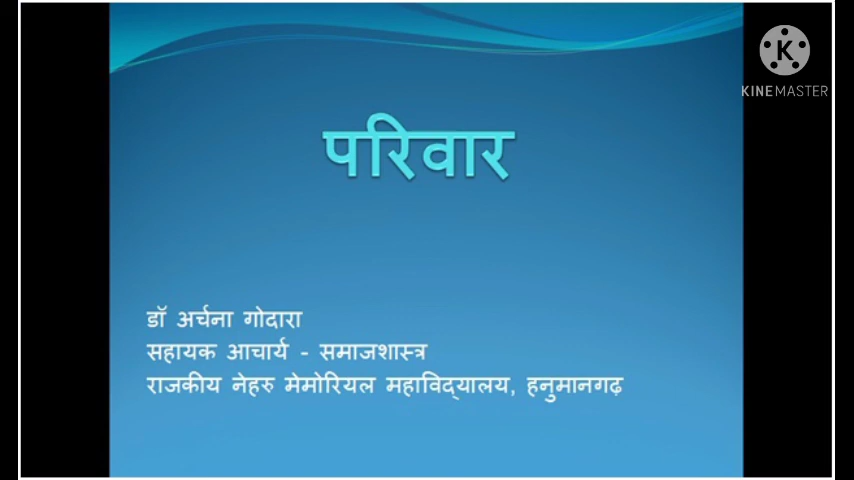 K
KINEMASTER
परिवार
डॉ अर्चना गोदारा
सहायक आचार्य - समाजशास्त्र
राजकीय नेहरु मेमोरियल महाविद्‌यालय, हनुमानगढ़